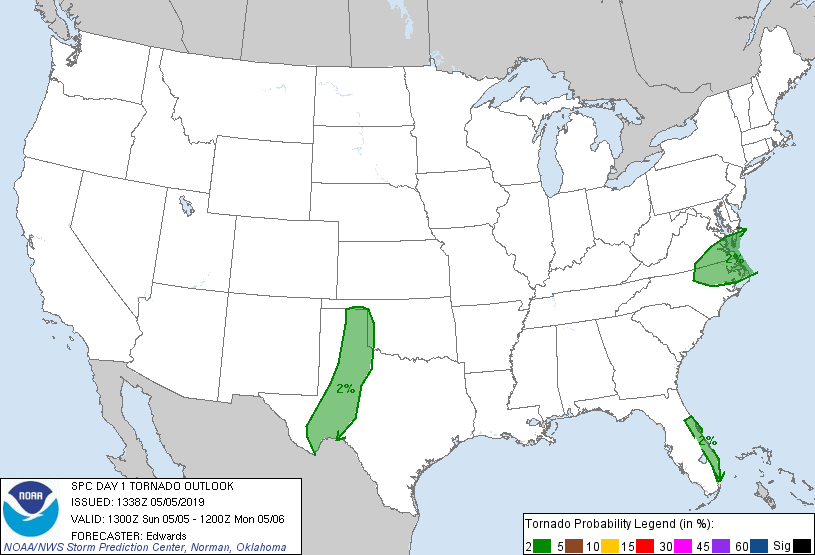 2%
2%
2%
NOAA
SPC DAY 1 TORNADO OUTLOOK
ISSUED: 1338Z 05/05/2019
VALID: 1300Z Sun 05/05 - 1200Z Mon 05/06
FORECASTER: Edwards
NOAA/NWS Storm Prediction Center, Norman, Oklahoma
Tornado Probability Legend (in %):
2 5 10 15 30 45 60 Sig